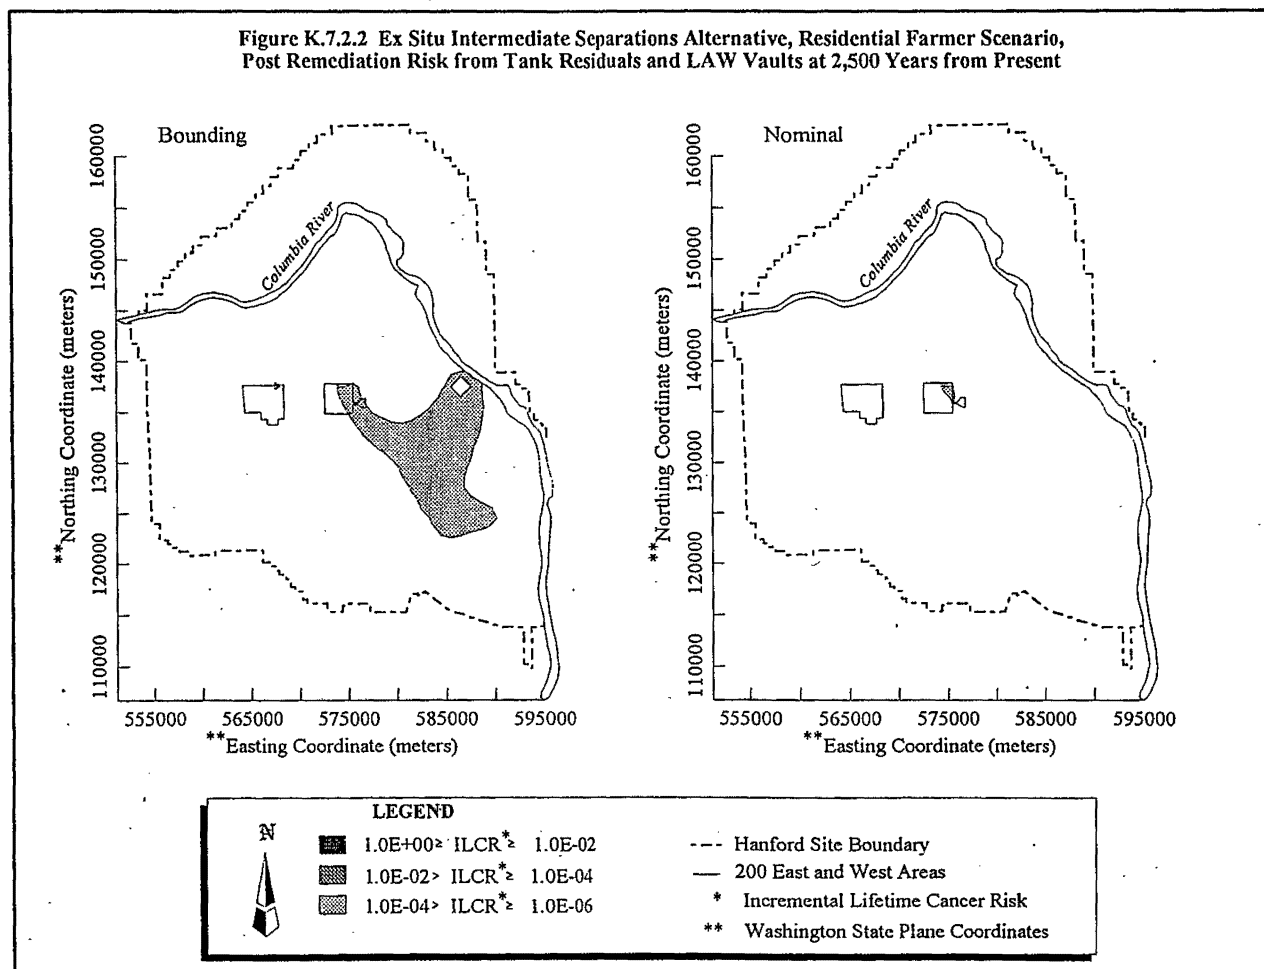 Figure K.7.2.2 Ex Situ Intermediate Separations Alternative, Residential Farmer Scenario,
Post Remediation Risk from Tank Residuals and LAW Vaults at 2,500 Years from Present
Bounding
**Northing Coordinate (meters)
160000
150000
140000
130000
120000
110000
Columbia River
555000 565000 575000 585000 595000
**Easting Coordinate (meters)
Nominal
**Northing Coordinate (meters)
160000
150000
140000
130000
120000
110000
Columbia River
555000 565000 575000 585000 595000
**Easting Coordinate (meters)
LEGEND
N
1.0E+00≥ ILCR*≥ 1.0E-02
1.0E-02> ILCR*≥ 1.0E-04
1.0E-04> ILCR*≥ 1.0E-06
Hanford Site Boundary
200 East and West Areas
* Incremental Lifetime Cancer Risk
** Washington State Plane Coordinates